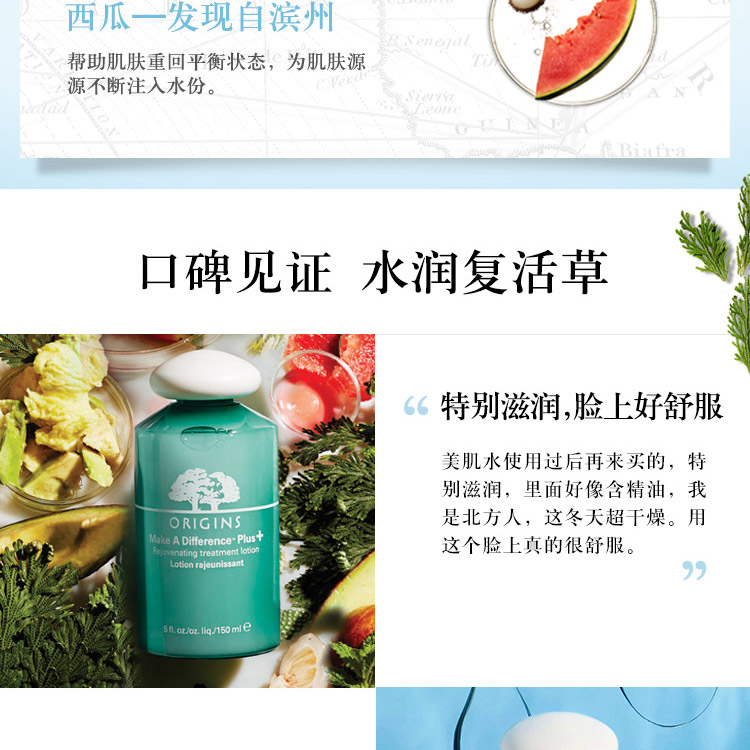 西瓜—发现自滨州
帮助肌肤重回平衡状态，为肌肤源
源不断注入水份。
Senegal
Sierra
Leone
GUINEA
Biafra
口碑见证 水润复活草
“ 特别滋润,脸上好舒服
美肌水使用过后再来买的，特
别滋润，里面好像含精油，我
是北方人，这冬天超干燥。用
这个脸上真的很舒服。
”
ORIGINS
Make A Difference™ Plus+
Rejuvenating treatment lotion
Lotion rajeunissant
5 fl. oz./oz. liq./150 ml ℮